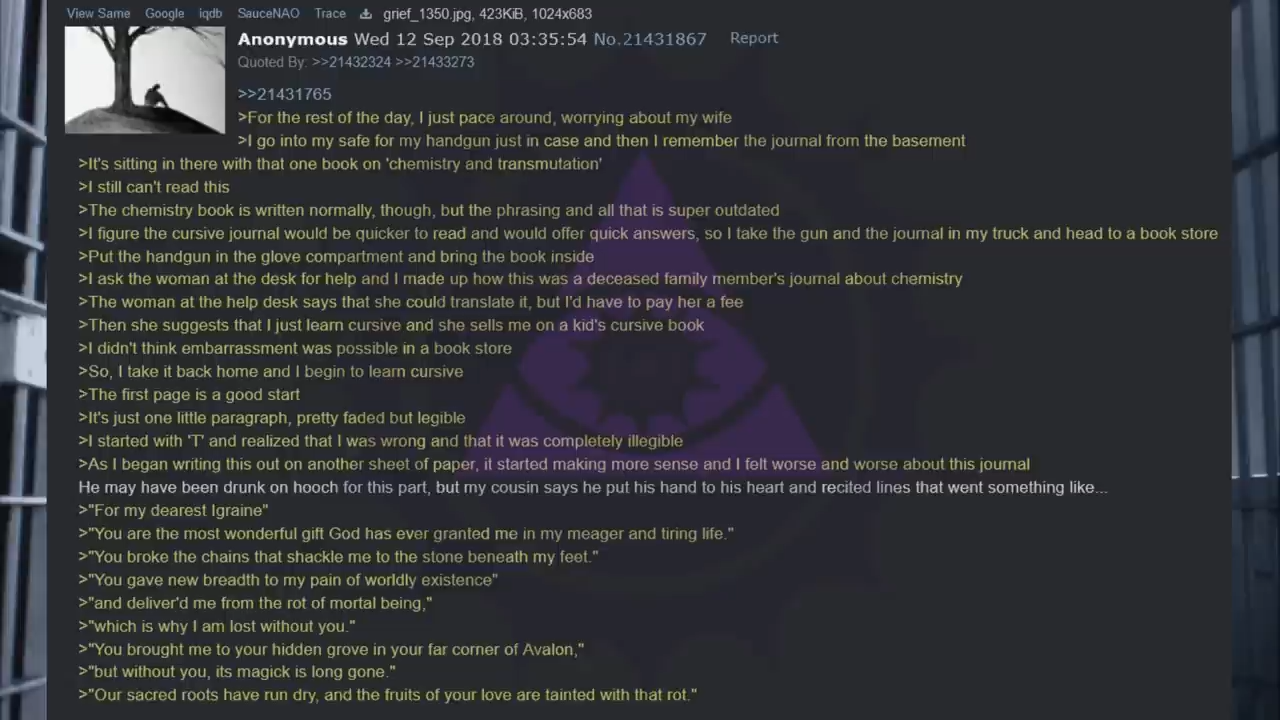 View Same Google iqdb SauceNAO Trace grief_1350.jpg, 423KiB, 1024x683
Anonymous Wed 12 Sep 2018 03:35:54 No.21431867 Report
Quoted By: >>21432324 >>21433273
>>21431765
>For the rest of the day, I just pace around, worrying about my wife
>I go into my safe for my handgun just in case and then I remember the journal from the basement
>It's sitting in there with that one book on 'chemistry and transmutation'
>I still can't read this
>The chemistry book is written normally, though, but the phrasing and all that is super outdated
>I figure the cursive journal would be quicker to read and would offer quick answers, so I take the gun and the journal in my truck and head to a book store
>Put the handgun in the glove compartment and bring the book inside
>I ask the woman at the desk for help and I made up how this was a deceased family member's journal about chemistry
>The woman at the help desk says that she could translate it, but I'd have to pay her a fee
>Then she suggests that I just learn cursive and she sells me on a kid's cursive book
>I didn't think embarrassment was possible in a book store
>So, I take it back home and I begin to learn cursive
>The first page is a good start
>It's just one little paragraph, pretty faded but legible
>I started with 'T' and realized that I was wrong and that it was completely illegible
>As I began writing this out on another sheet of paper, it started making more sense and I felt worse and worse about this journal
He may have been drunk on hooch for this part, but my cousin says he put his hand to his heart and recited lines that went something like...
>"For my dearest Igraine"
>"You are the most wonderful gift God has ever granted me in my meager and tiring life."
>"You broke the chains that shackle me to the stone beneath my feet."
>"You gave new breadth to my pain of worldly existence"
>"and deliver'd me from the rot of mortal being,"
>"which is why I am lost without you."
>"You brought me to your hidden grove in your far corner of Avalon,"
>"but without you, its magick is long gone."
>"Our sacred roots have run dry, and the fruits of your love are tainted with that rot."